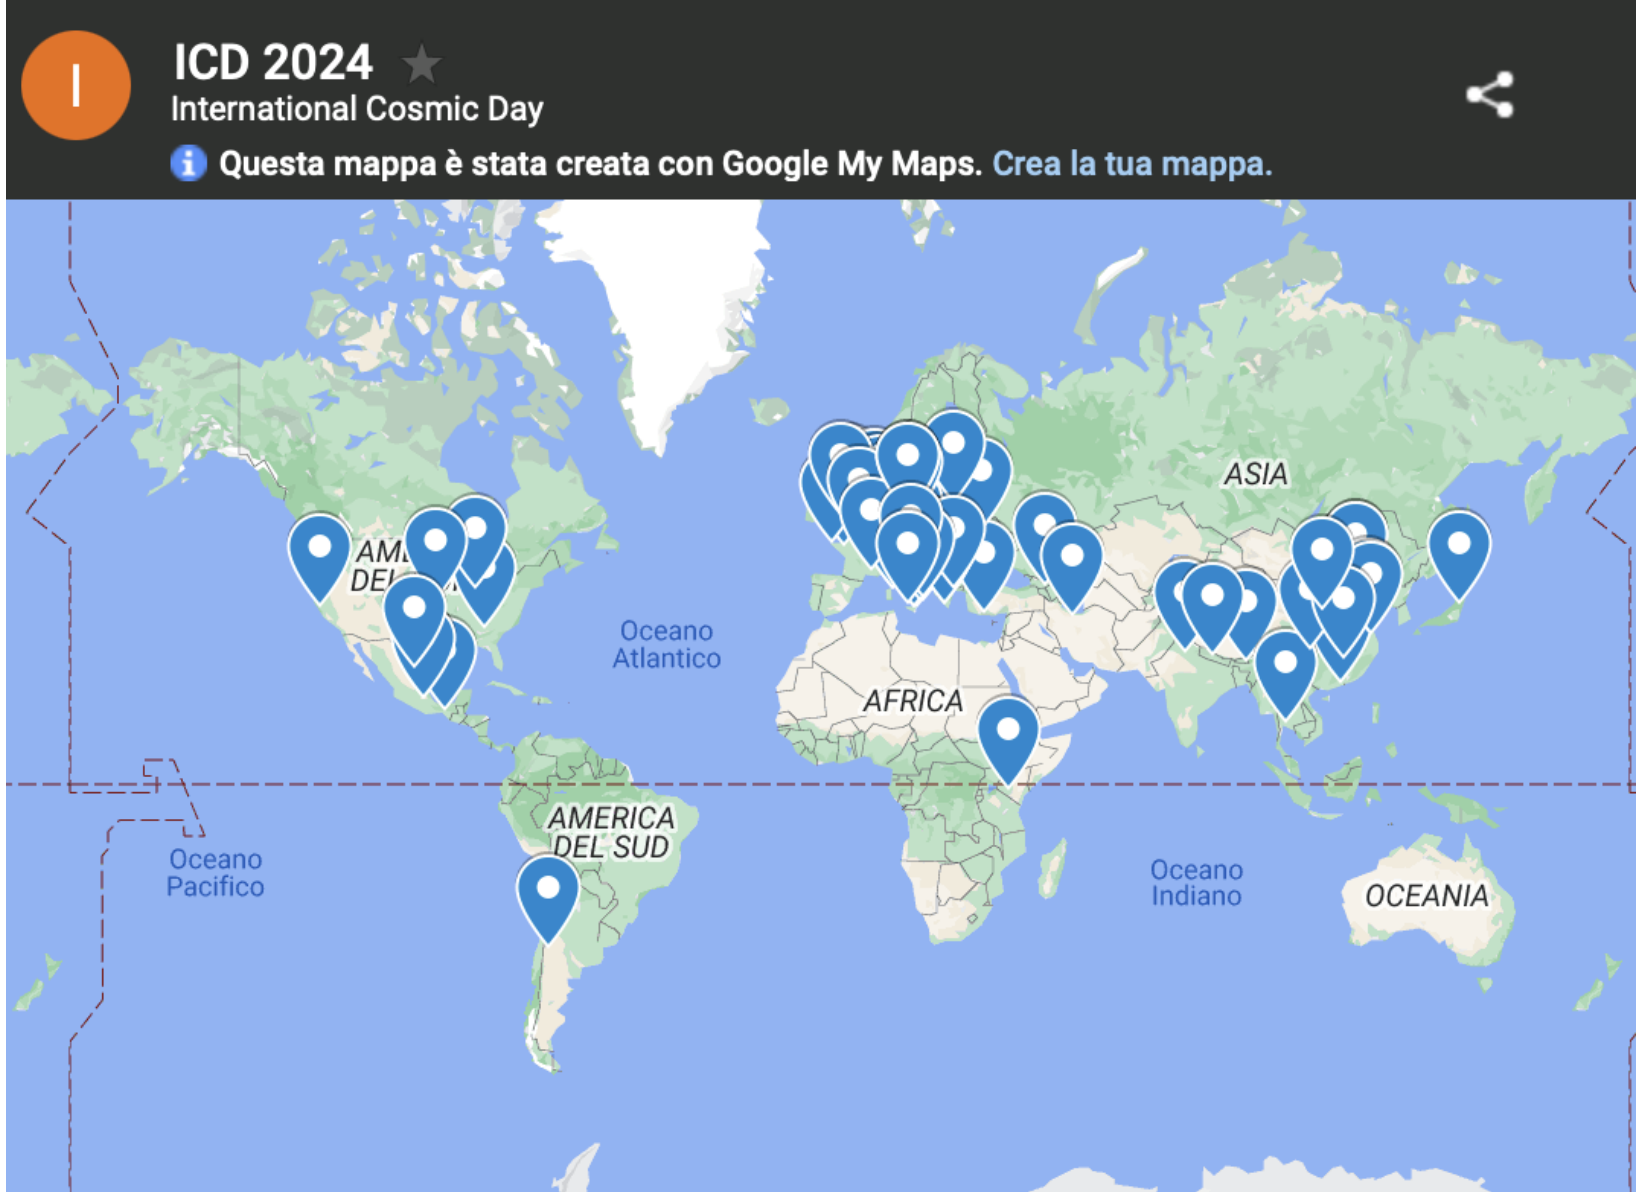 I
ICD 2024
International Cosmic Day
Questa mappa è stata creata con Google My Maps. Crea la tua mappa.
ASIA
DEL
Oceano
Atlantico
AFRICA
AMERICA
DEL SUD
Oceano
Pacifico
Oceano
Indiano
OCEANIA